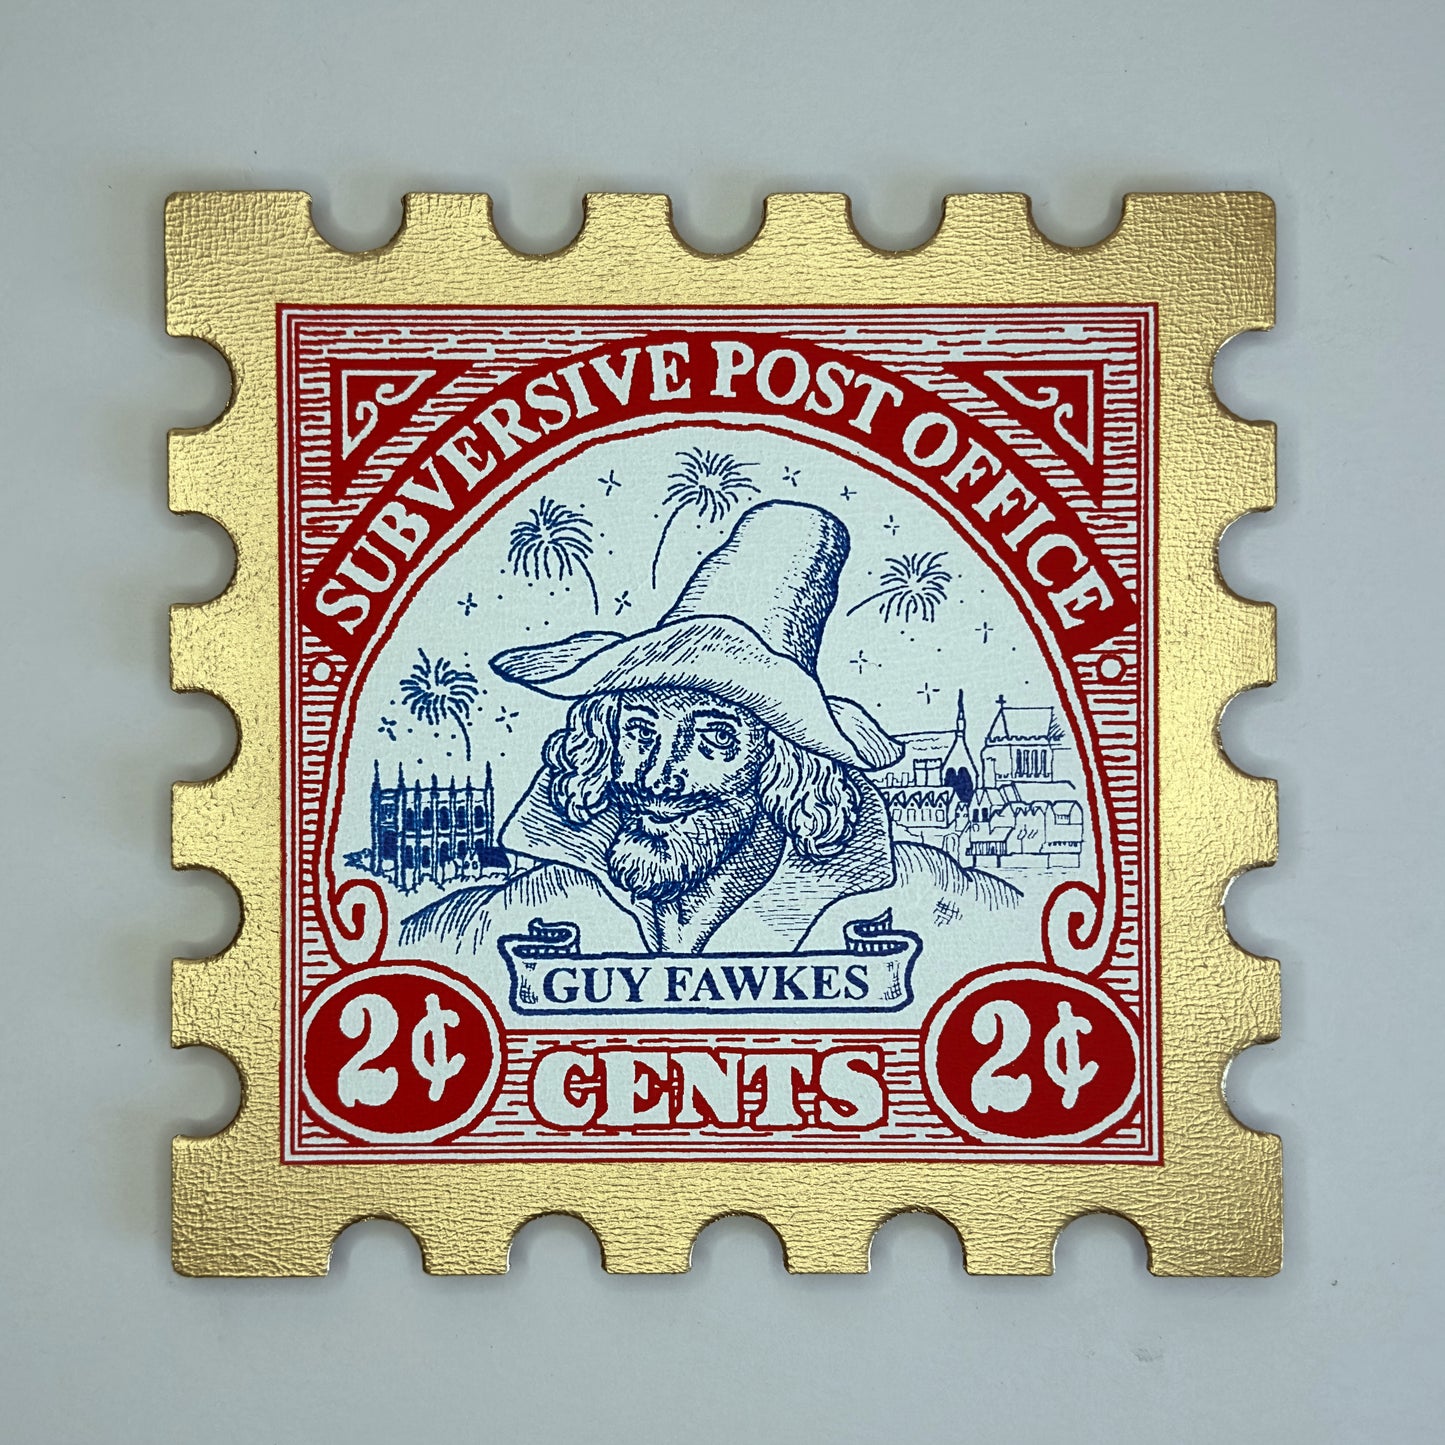 SUBVERSIVE POST OFFICE
GUY FAWKES
2¢ CENTS 2¢